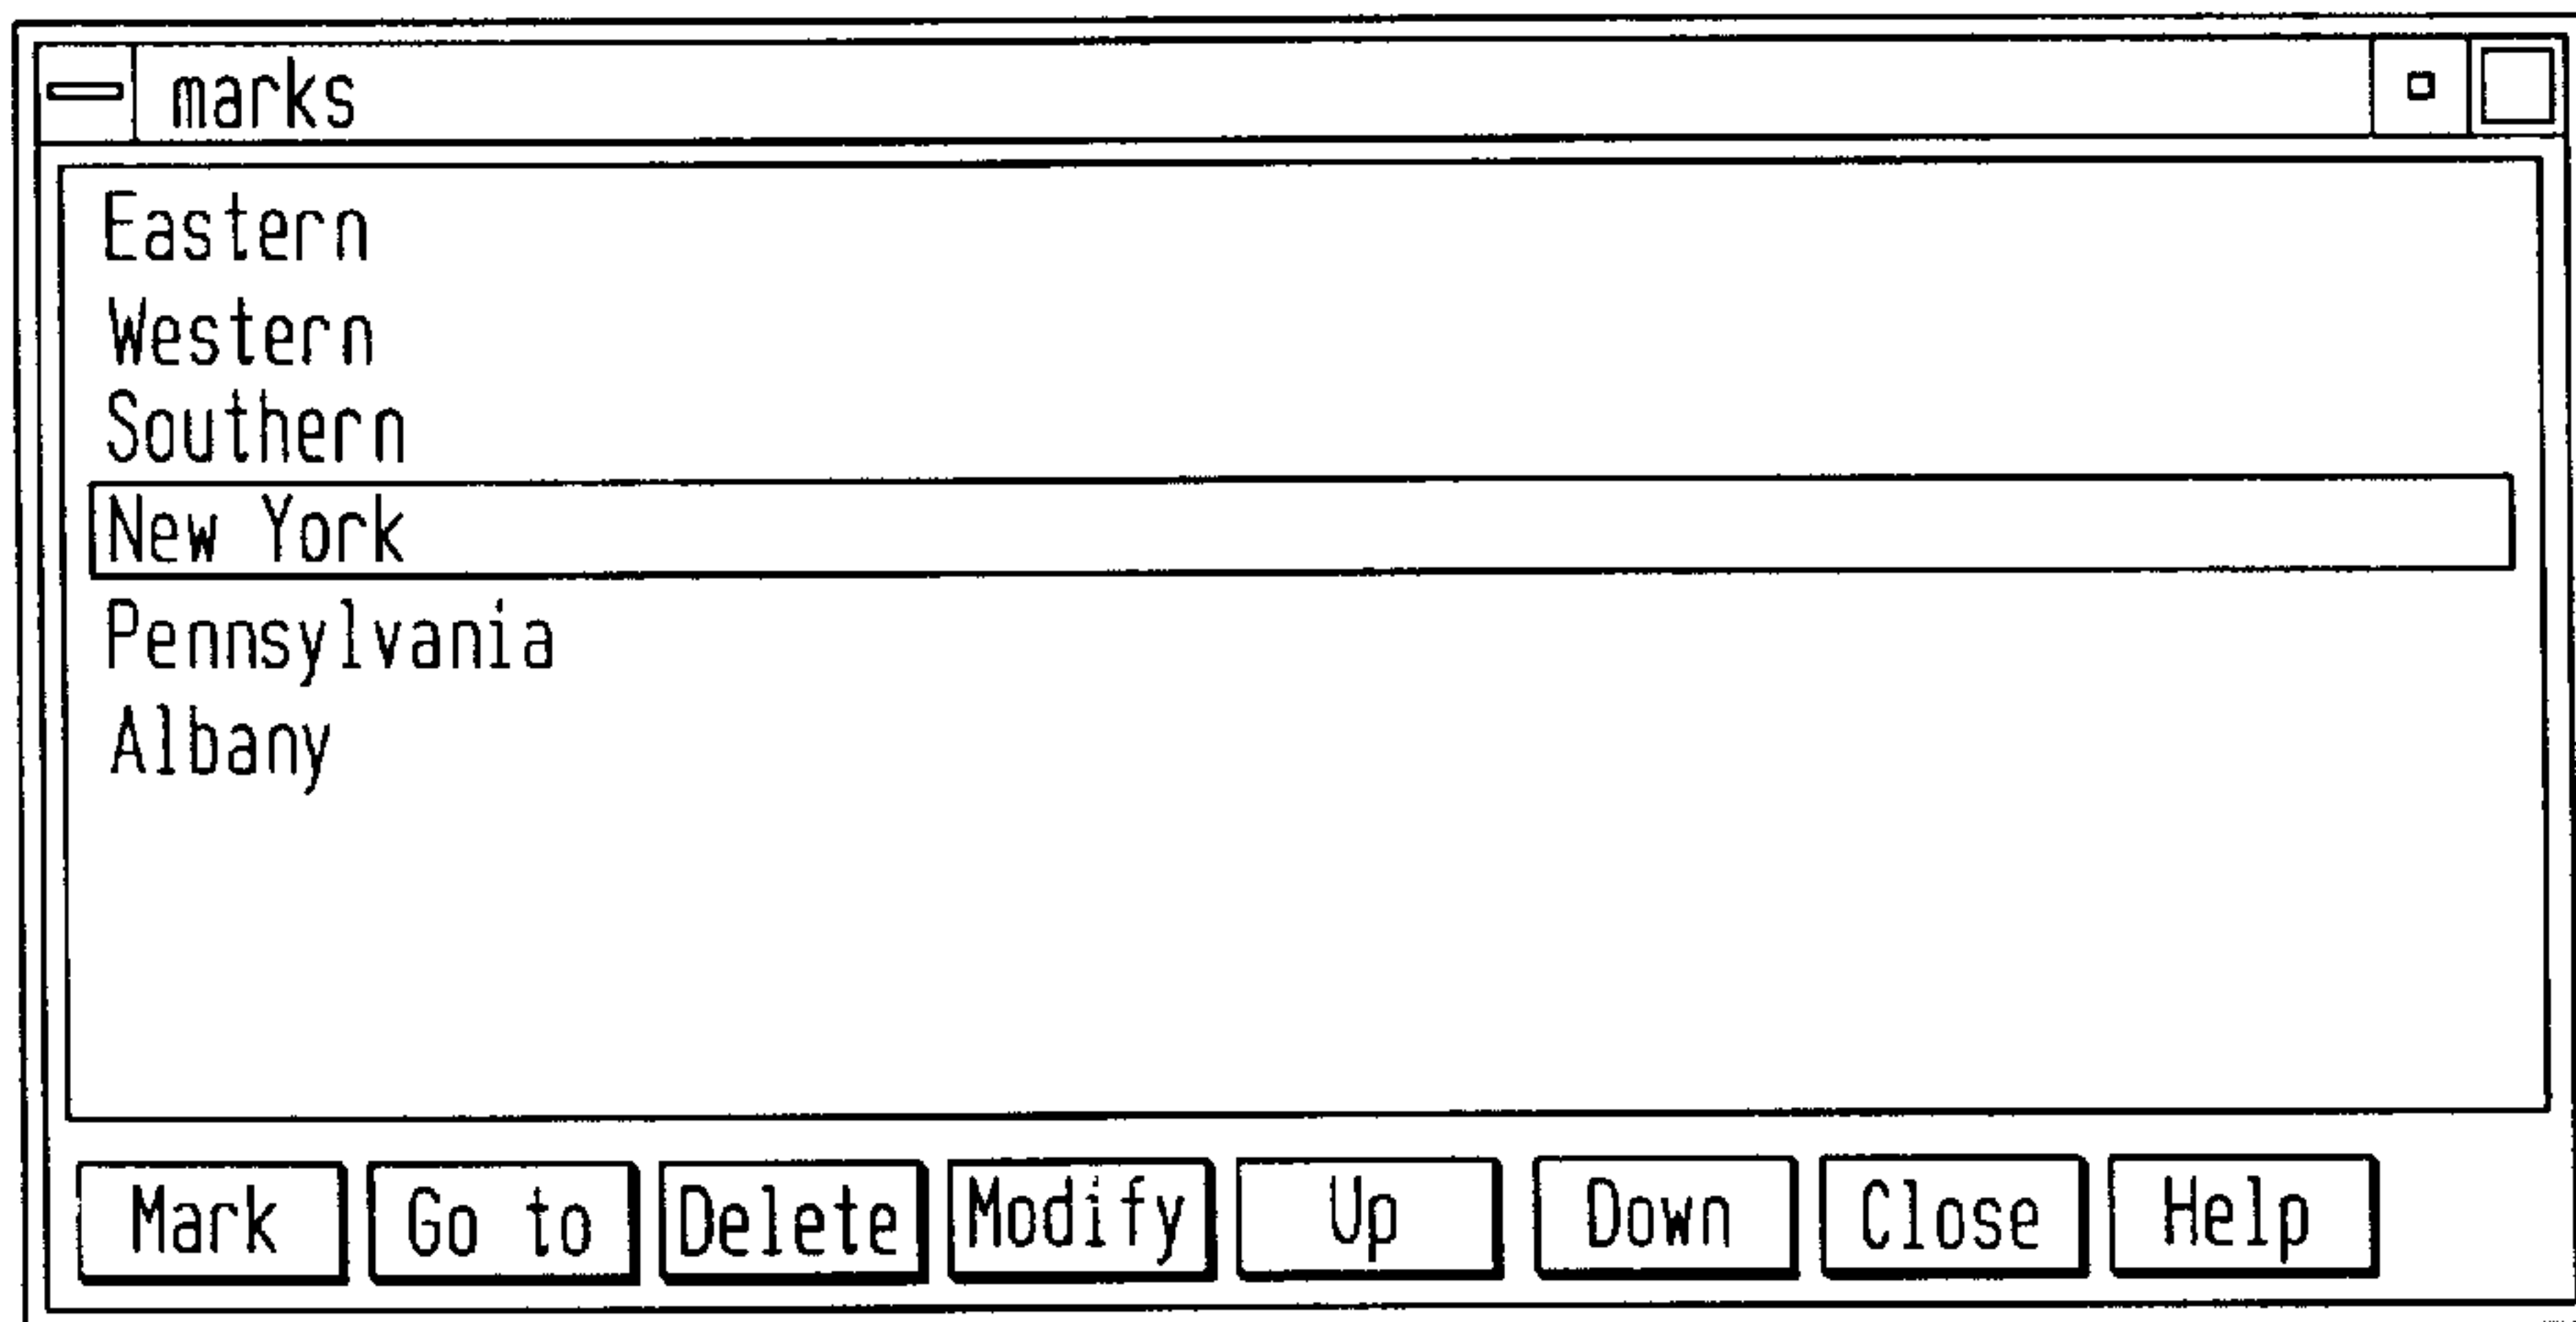 marks
Eastern
Western
Southern
New York
Pennsylvania
Albany
Mark Go to Delete Modify Up Down Close Help